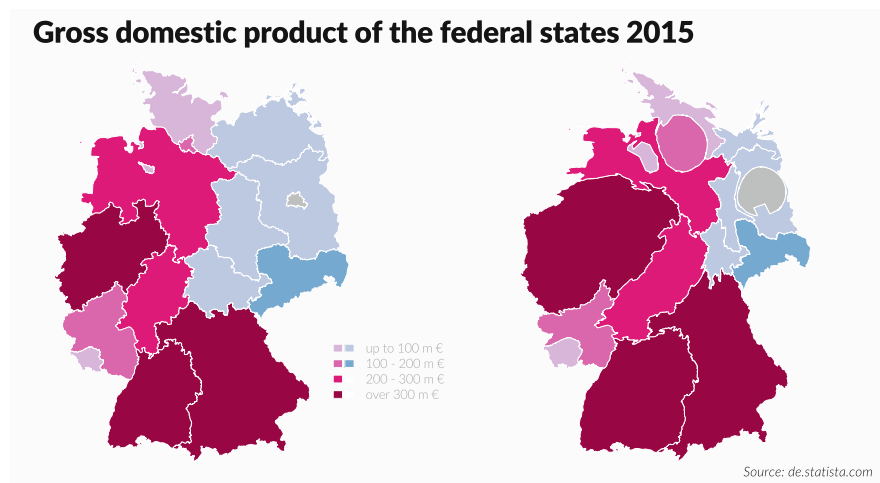 Gross domestic product of the federal states 2015
up to 100 m €
100 - 200 m €
200 - 300 m €
over 300 m €
Source: de.statista.com